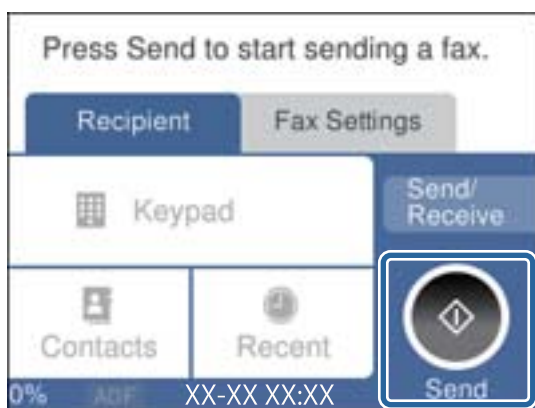 Press Send to start sending a fax.
Recipient
Fax Settings
Keypad
Send/
Receive
Contacts
Recent
0%
ADF
XX-XX XX:XX
Send